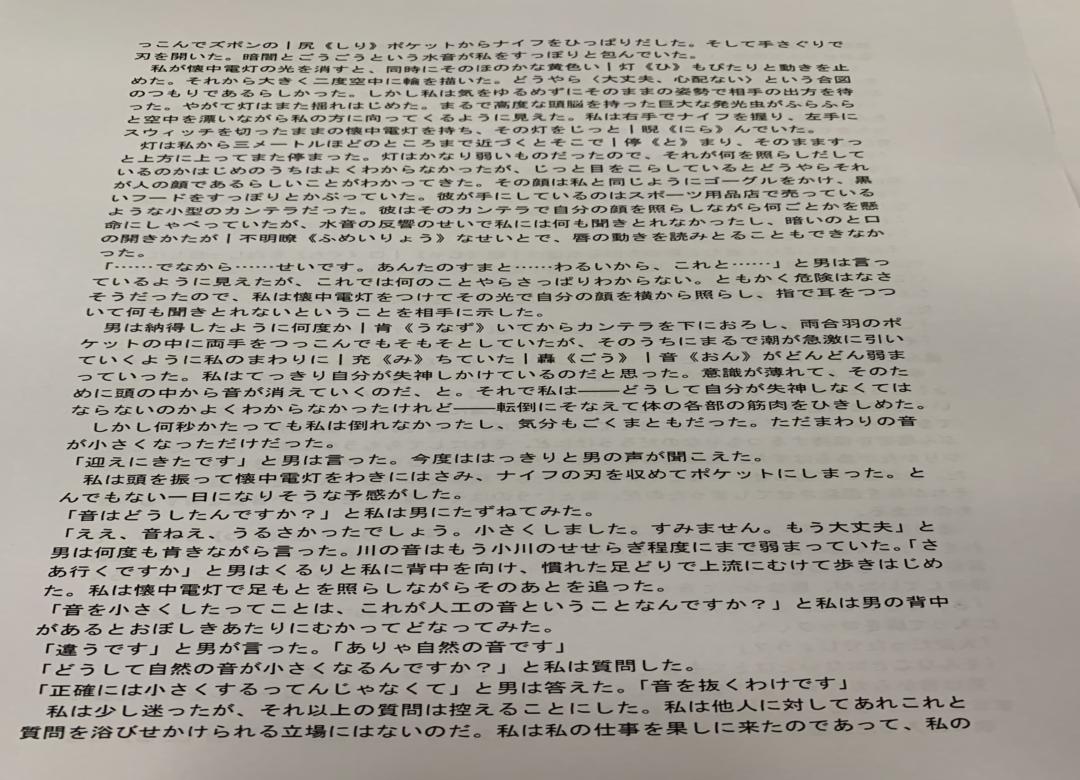 っこんでズボンの｜尻《しり》ポケットからナイフをひっぱりだした。そして手さぐりで
刃を開いた。暗闇とごうごうという水音が私をすっぽりと包んでいた。
私が懐中電灯の光を消すと、同時にそのほのかな黄色い｜灯《ひ》もぴたりと動きを止
めた。それから大きく二度空中に輪を描いた。どうやら〈大丈夫、心配ない〉という合図
のつもりであるらしかった。しかし私は気をゆるめずにそのままの姿勢で相手の出方を待
った。やがて灯はまた揺れはじめた。まるで高度な頭脳を持った巨大な発光虫がふらふら
と空中を漂いながら私の方に向ってくるように見えた。私は右手でナイフを握り、左手に
スウィッチを切ったままの懐中電灯を持ち、その灯をじっと｜睨《にら》んでいた。
灯は私から三メートルほどのところまで近づくとそこで｜停《と》まり、そのまますっ
と上方に上ってまた停まった。灯はかなり弱いものだったので、それが何を照らしだして
いるのかはじめのうちはよくわからなかったが、じっと目をこらしているとどうやらそれ
が人の顔であるらしいことがわかってきた。その顔は私と同じようにゴーグルをかけ、黒
いフードをすっぽりとかぶっていた。彼が手にしているのはスポーツ用品店で売っている
ような小型のカンテラだった。彼はそのカンテラで自分の顔を照らしながら何ごとかを懸
命にしゃべっていたが、水音の反響のせいで私には何も聞きとれなかったし、暗いのと口
の開きかたが｜不明瞭《ふめいりょう》なせいとで、唇の動きを読みとることもできなか
った。
「……でなから……せいです。あんたのすまと……わるいから、これと……」と男は言っ
ているように見えたが、これでは何のことやらさっぱりわからない。ともかく危険はなさ
そうだったので、私は懐中電灯をつけてその光で自分の顔を横から照らし、指で耳をつつ
いて何も聞きとれないということを相手に示した。
男は納得したように何度か｜肯《うなず》いてからカンテラを下におろし、雨合羽のポ
ケットの中に両手をつっこんでもそもそとしていたが、そのうちにまるで潮が急激に引い
ていくように私のまわりに｜充《み》ちていた｜轟《ごう》｜音《おん》がどんどん弱ま
っていった。私はてっきり自分が失神しかけているのだと思った。意識が薄れて、そのた
めに頭の中から音が消えていくのだ、と。それで私は――どうして自分が失神しなくては
ならないのかよくわからなかったけれど――転倒にそなえて体の各部の筋肉をひきしめた。
しかし何秒かたっても私は倒れなかったし、気分もごくまともだった。ただまわりの音
が小さくなっただけだった。
「迎えにきたです」と男は言った。今度ははっきりと男の声が聞こえた。
私は頭を振って懐中電灯をわきにはさみ、ナイフの刃を収めてポケットにしまった。と
んでもない一日になりそうな予感がした。
「音はどうしたんですか？」と私は男にたずねてみた。
「ええ、音ねえ、うるさかったでしょう。小さくしました。すみません。もう大丈夫」と
男は何度も肯きながら言った。川の音はもう小川のせせらぎ程度にまで弱まっていた。「さ
あ行くですか」と男はくるりと私に背中を向け、慣れた足どりで上流にむけて歩きはじめ
た。私は懐中電灯で足もとを照らしながらそのあとを追った。
「音を小さくしたってことは、これが人工の音ということなんですか？」と私は男の背中
があるとおぼしきあたりにむかってどなってみた。
「違うです」と男が言った。「ありゃ自然の音です」
「どうして自然の音が小さくなるんですか？」と私は質問した。
「正確には小さくするってんじゃなくて」と男は答えた。「音を抜くわけです」
私は少し迷ったが、それ以上の質問は控えることにした。私は他人に対してあれこれと
質問を浴びせかけられる立場にはないのだ。私は私の仕事を果しに来たのであって、私の